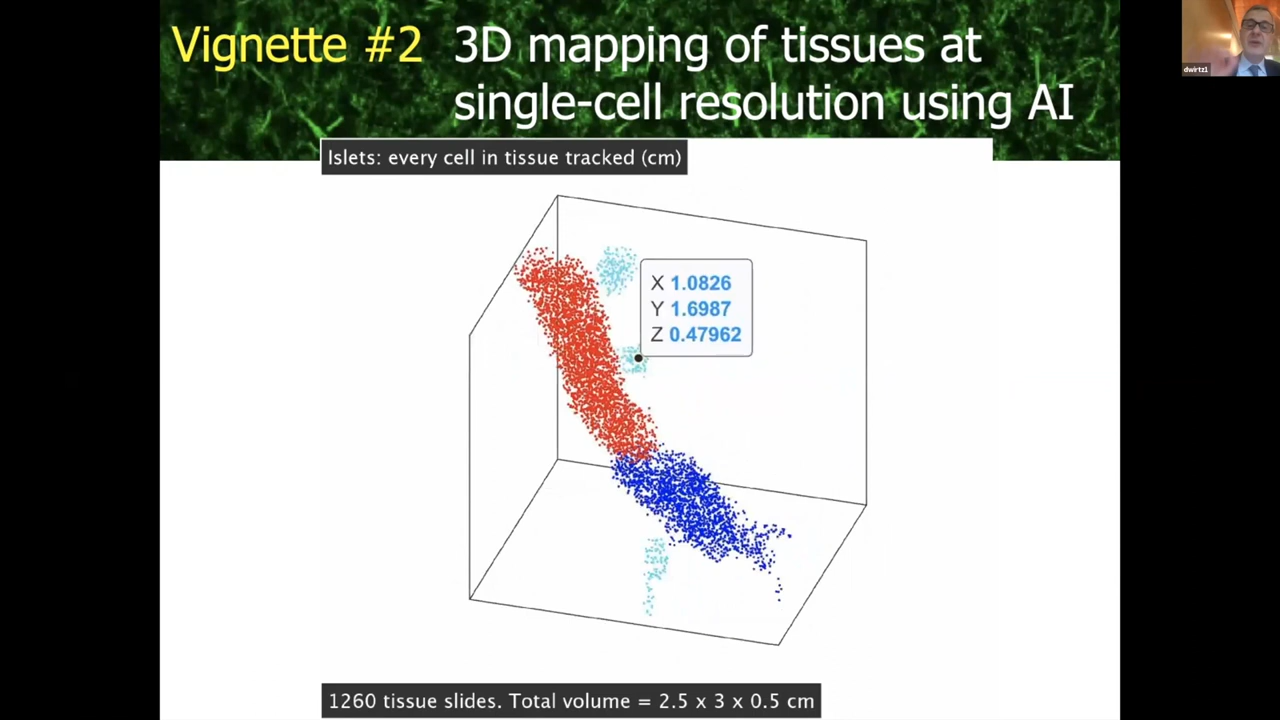 Vignette #2 3D mapping of tissues at
single-cell resolution using AI
dwirtz1
Islets: every cell in tissue tracked (cm)
X 1.0826
Y 1.6987
Z 0.47962
1260 tissue slides. Total volume = 2.5 x 3 x 0.5 cm